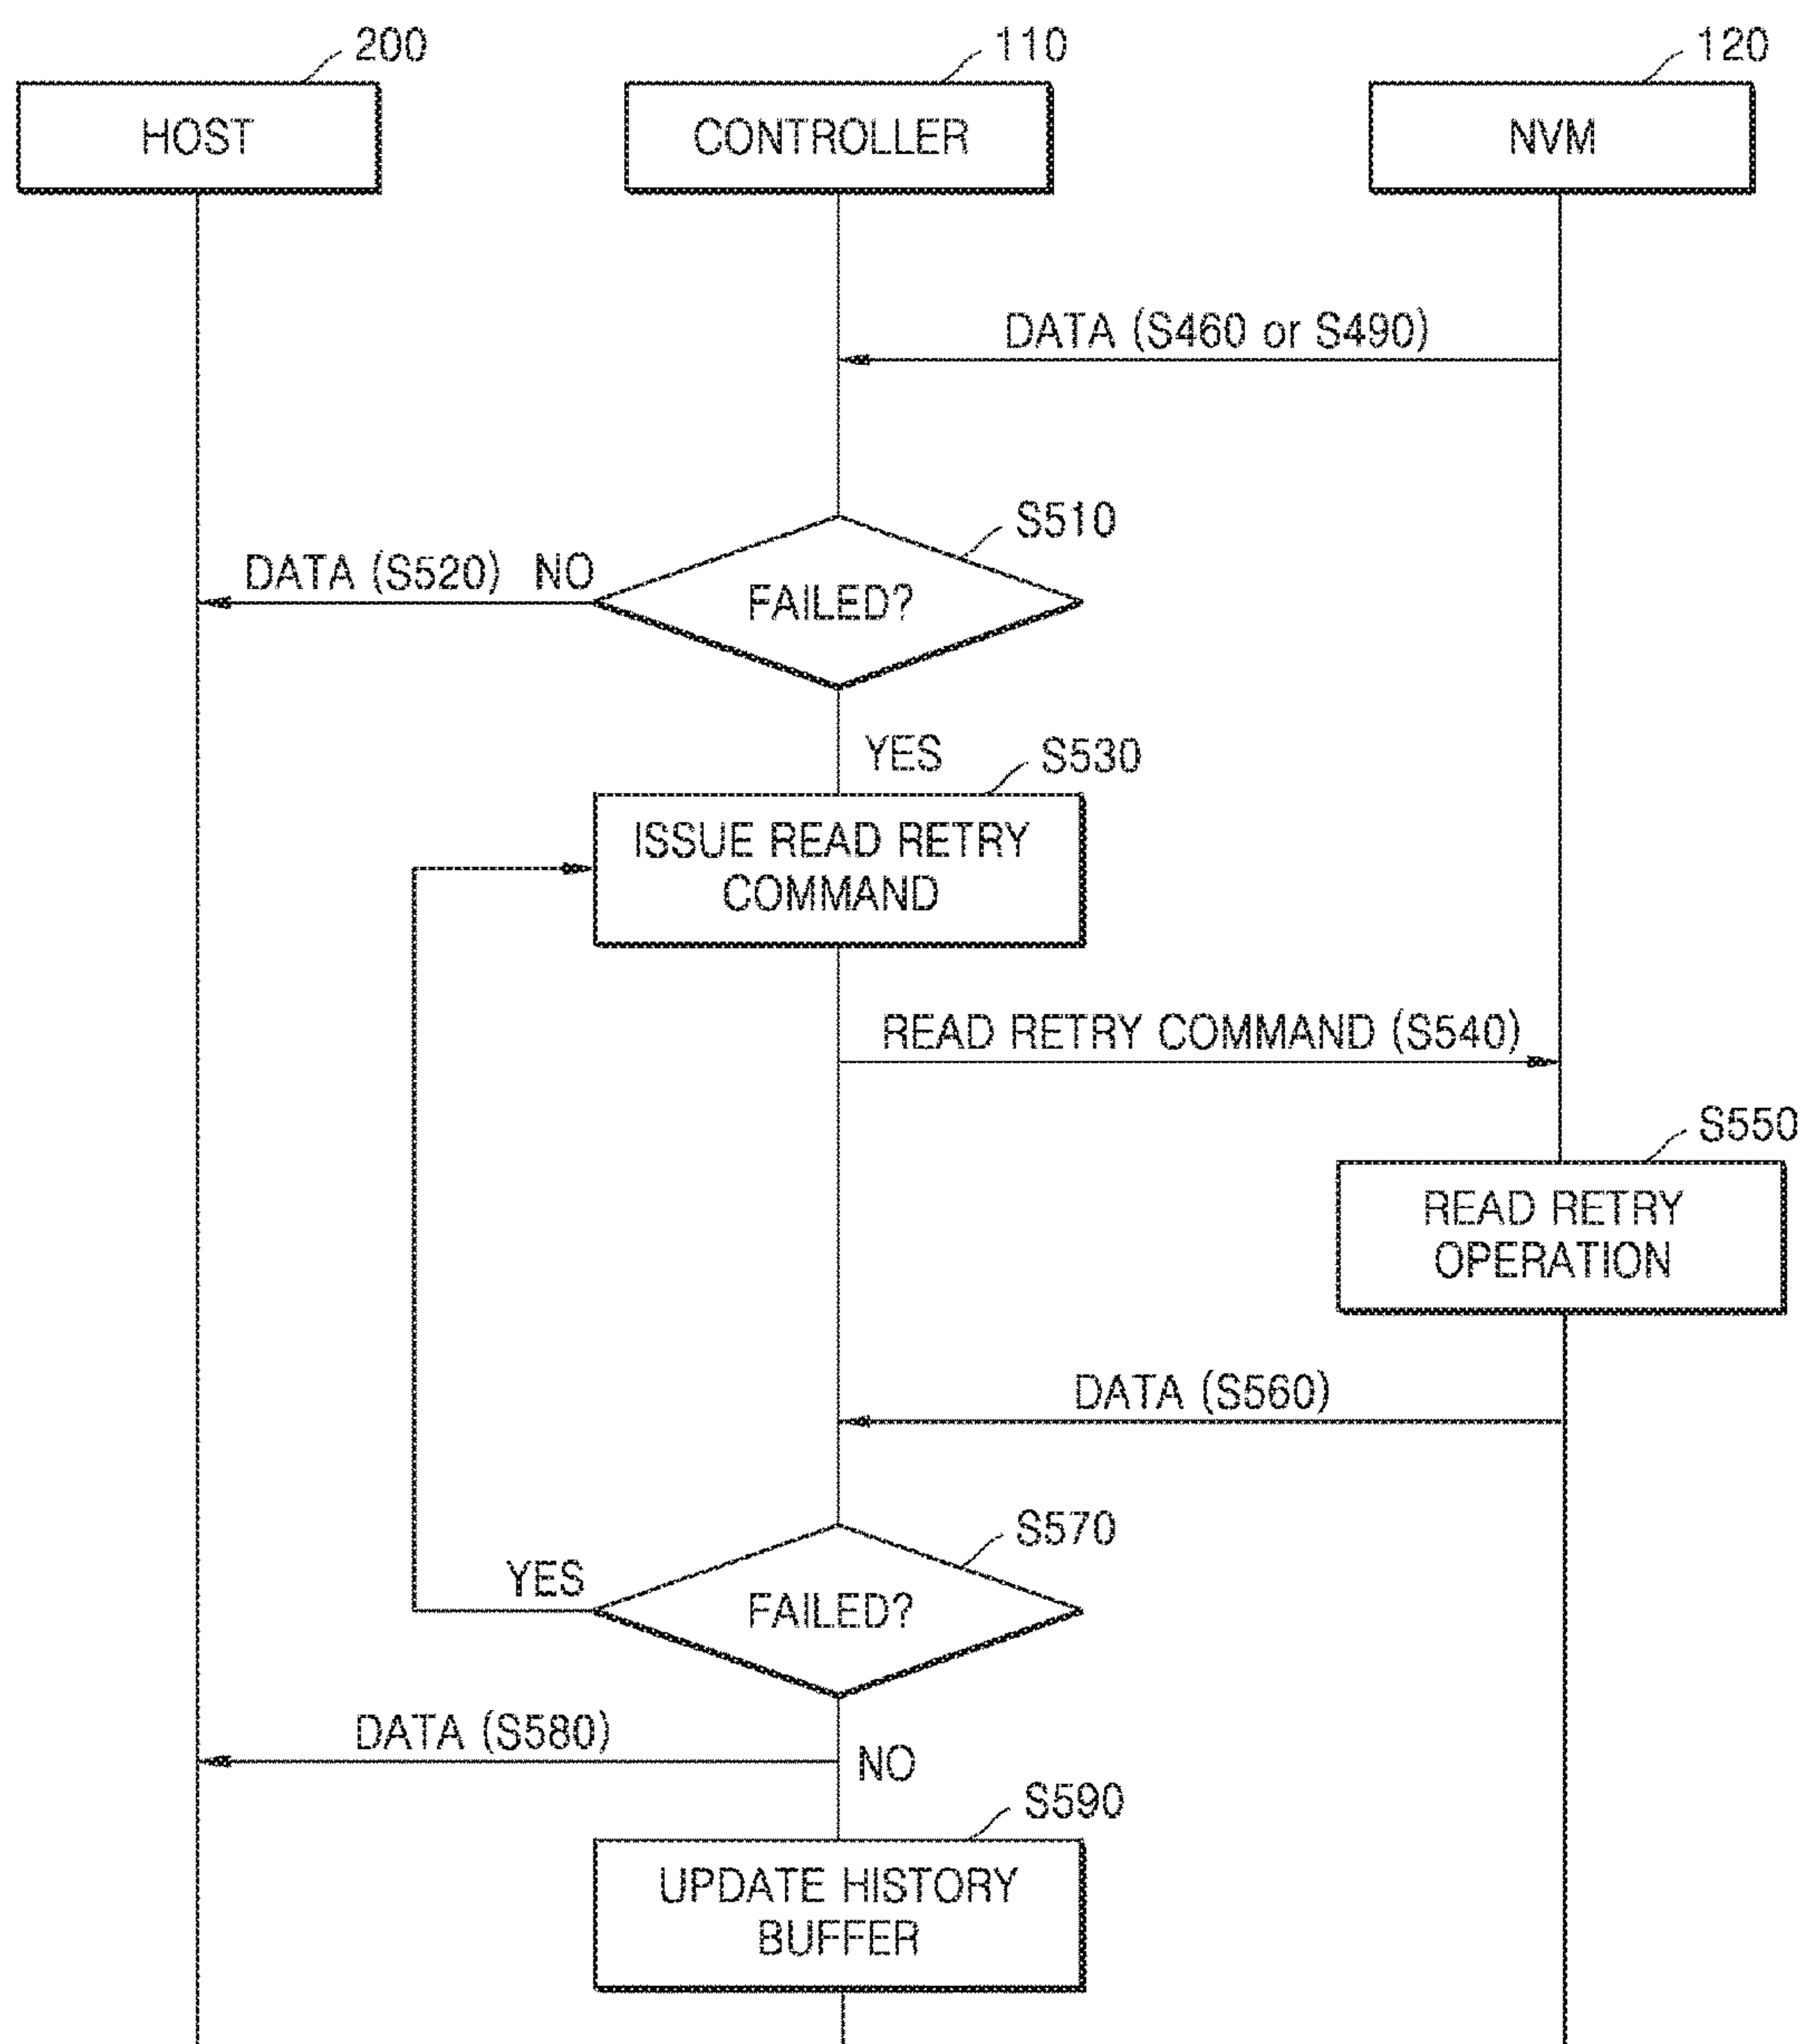 200
110
120
HOST
CONTROLLER
NVM
DATA (S460 or S490)
S510
DATA (S520) NO
FAILED?
YES
S530
ISSUE READ RETRY
COMMAND
READ RETRY COMMAND (S540)
S550
READ RETRY
OPERATION
DATA (S560)
S570
YES
FAILED?
DATA (S580)
NO
S590
UPDATE HISTORY
BUFFER